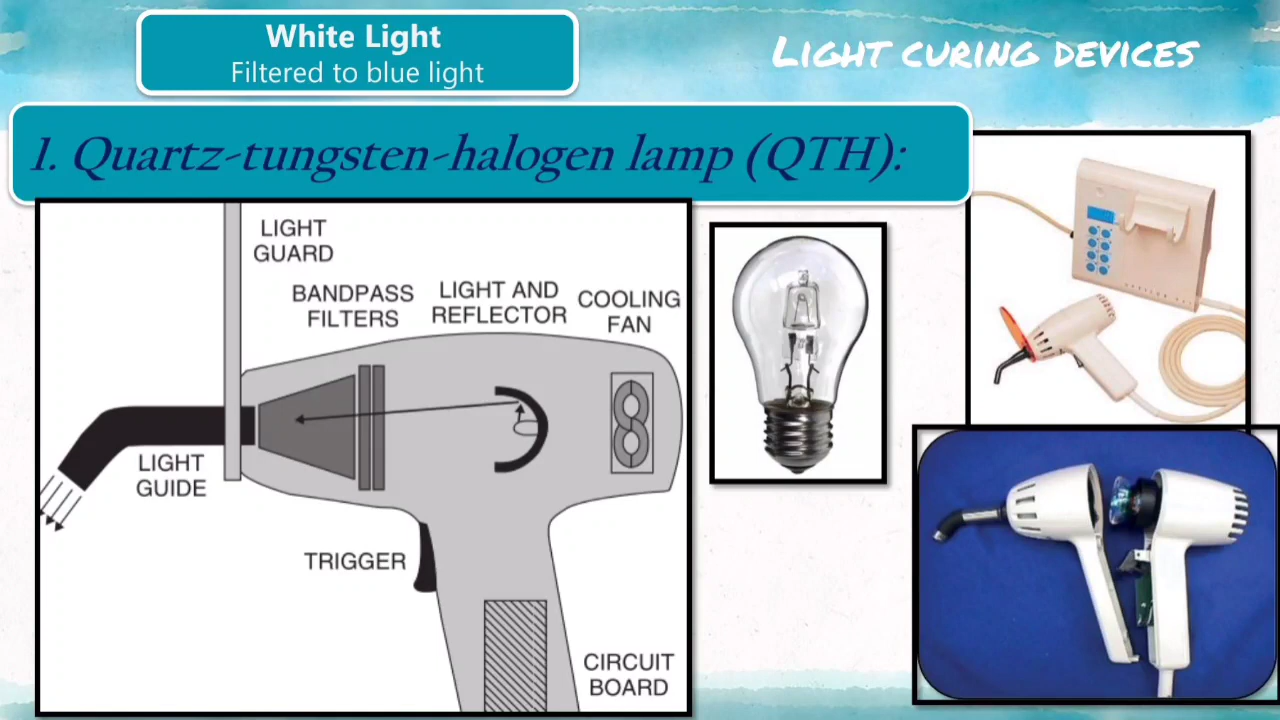 White Light
Filtered to blue light
LIGHT CURING DEVICES
1. Quartz-tungsten-halogen lamp (QTH):
LIGHT
GUARD
BANDPASS
FILTERS
LIGHT AND
REFLECTOR
COOLING
FAN
LIGHT
GUIDE
TRIGGER
CIRCUIT
BOARD